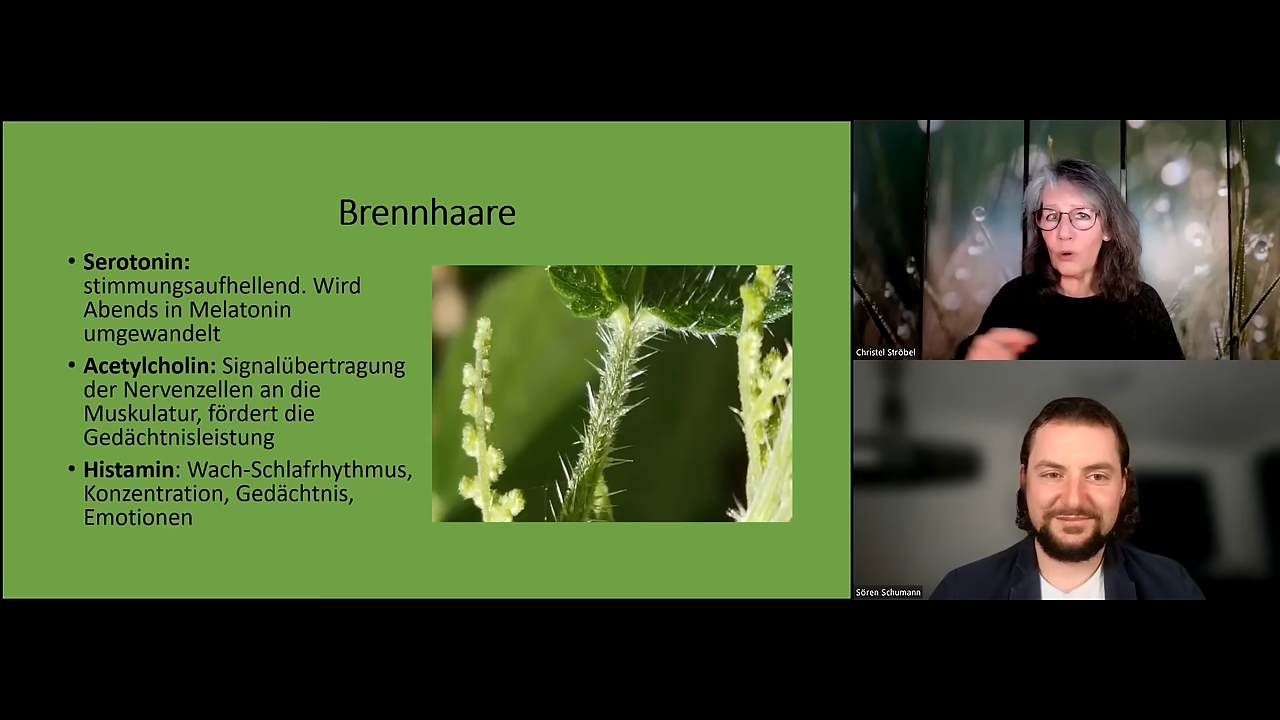 Brennhaare
• Serotonin:
stimmungsaufhellend. Wird
Abends in Melatonin
umgewandelt
• Acetylcholin: Signalübertragung
der Nervenzellen an die
Muskulatur, fördert die
Gedächtnisleistung
• Histamin: Wach-Schlafrhythmus,
Konzentration, Gedächtnis,
Emotionen
Christel Ströbel
Sören Schumann